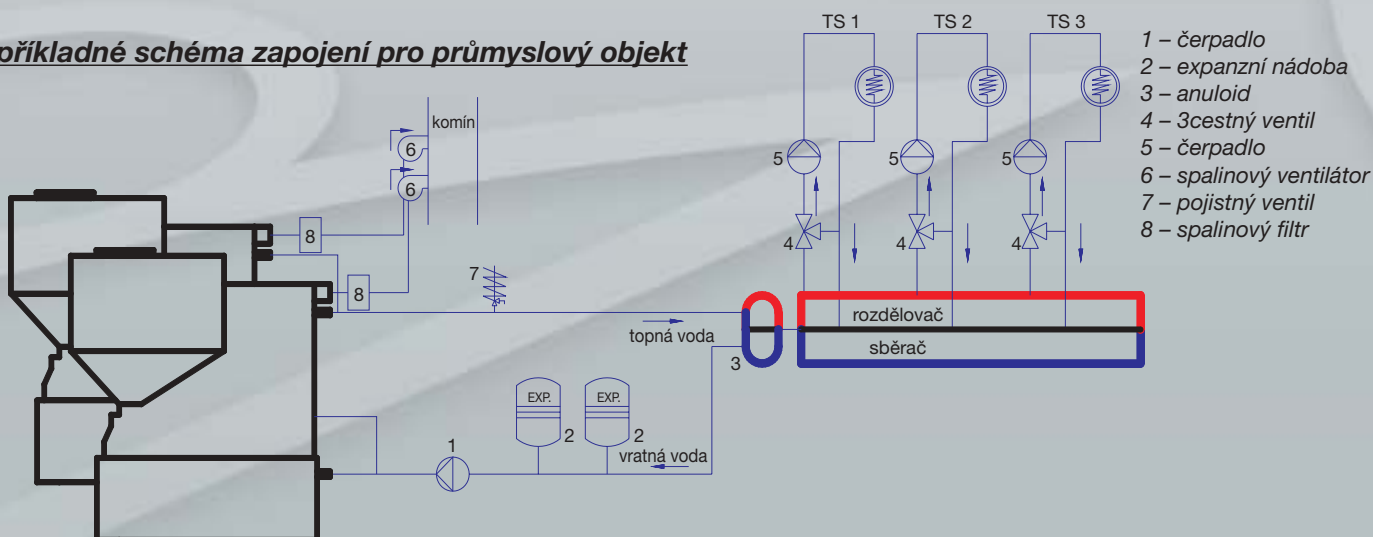 příkladné schéma zapojení pro průmyslový objekt
TS 1 TS 2 TS 3
1 – čerpadlo
2 – expanzní nádoba
3 – anuloid
4 – 3cestný ventil
5 – čerpadlo
6 – spalinový ventilátor
7 – pojistný ventil
8 – spalinový filtr
komín
6
6
5 5 5
4 4 4
8
8
7
topná voda
3
rozdělovač
sběrač
EXP. EXP.
2 2
1
vratná voda